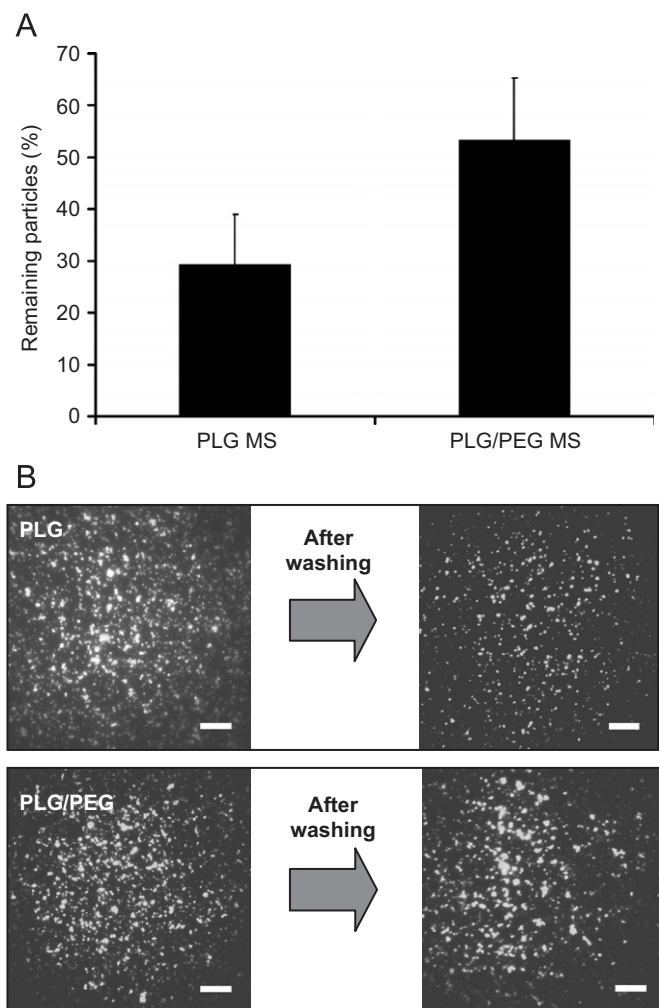 A
70
60
50
40
30
20
10
0
Remaining particles (%)
PLG MS
PLG/PEG MS
B
PLG
After
washing
PLG/PEG
After
washing